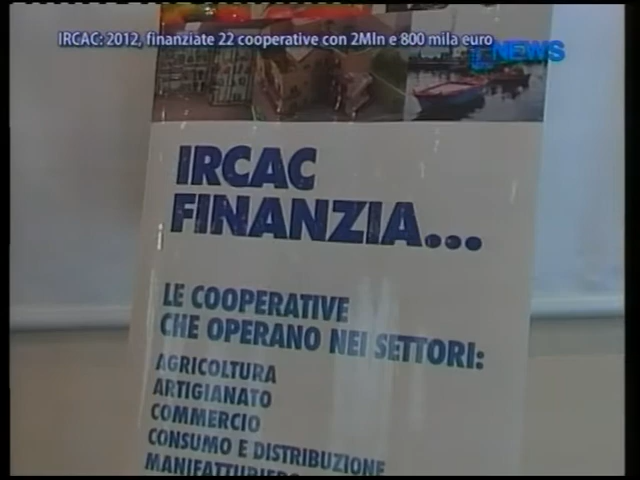 IRCAC: 2012, finanziate 22 cooperative con 2Mln e 800 mila euro
NEWS
IRCAC
FINANZIA...
LE COOPERATIVE
CHE OPERANO NEI SETTORI:
AGRICOLTURA
ARTIGIANATO
COMMERCIO
CONSUMO E DISTRIBUZIONE